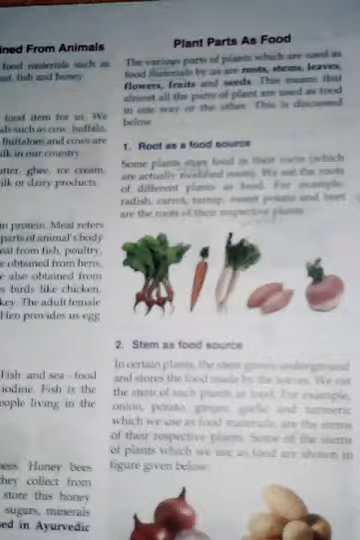 ined From Animals
food materials such as
fish and honey
food item for us. We
such as cow, buffalo,
Buffaloes and cows are
ilk in our country
ghee, ice cream,
ilk or dairy products.
in protein. Meat refers
parts of animal's body
eat from fish, poultry,
e obtained from hens,
e also obtained from
s birds like chicken,
key. The adult female
Hen provides us egg
Fish and sea-food
iodine. Fish is the
ople living in the
ees. Honey bees
they collect from
store this honey
sugars, minerals
ed in Ayurvedic
Plant Parts As Food
The various parts of plants which are used as
food materials by us are roots, stems, leaves,
flowers, fruits and seeds. This means that
almost all the parts of plant are used as food
in one way or the other. This is discussed
below
1. Root as a food source
Some plants store food in their roots (which
are actually modified roots). We eat the roots
of different plants as food. For example,
radish, carrot, turnip, sweet potato and beet
are the roots of their respective plants.
2. Stem as food source
In certain plants, the stem grows underground
and stores the food made by the leaves. We eat
the stem of such plants as food. For example,
onion, potato, ginger, garlic and turmeric
which we use as food materials, are the stems
of their respective plants. Some of the stems
of plants which we use as food are shown in
figure given below: